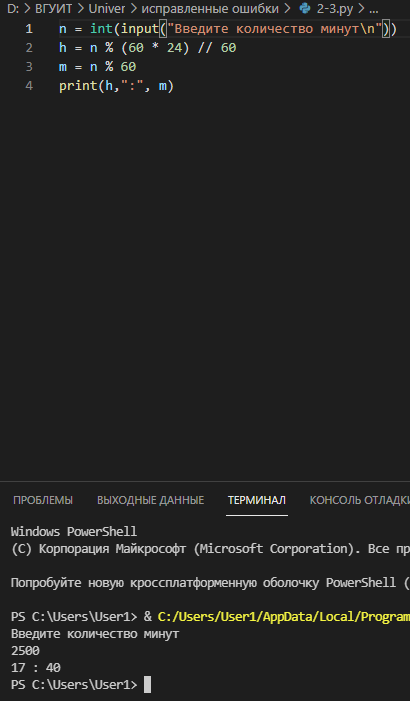 D: > ВГУИТ > Univer > исправленные ошибки > 2-3.py > ...
1 n = int(input("Введите количество минут\n"))
2 h = n % (60 * 24) // 60
3 m = n % 60
4 print(h,":", m)
ПРОБЛЕМЫ ВЫХОДНЫЕ ДАННЫЕ ТЕРМИНАЛ КОНСОЛЬ ОТЛАДКИ
Windows PowerShell
(C) Корпорация Майкрософт (Microsoft Corporation). Все пр
Попробуйте новую кроссплатформенную оболочку PowerShell (
PS C:\Users\User1> & C:/Users/User1/AppData/Local/Program
Введите количество минут
2500
17 : 40
PS C:\Users\User1>